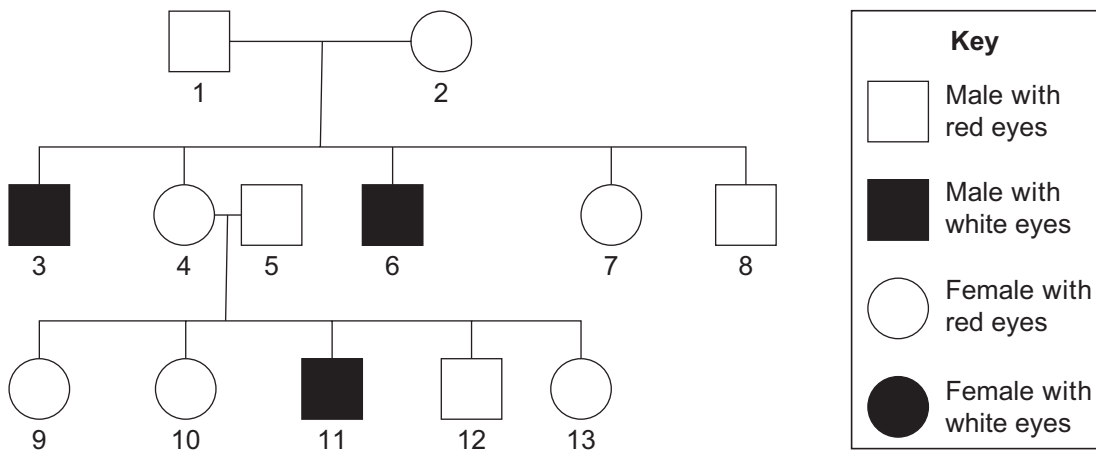 1 2
3 4 5 6 7 8
9 10 11 12 13
Key
Male with
red eyes
Male with
white eyes
Female with
red eyes
Female with
white eyes